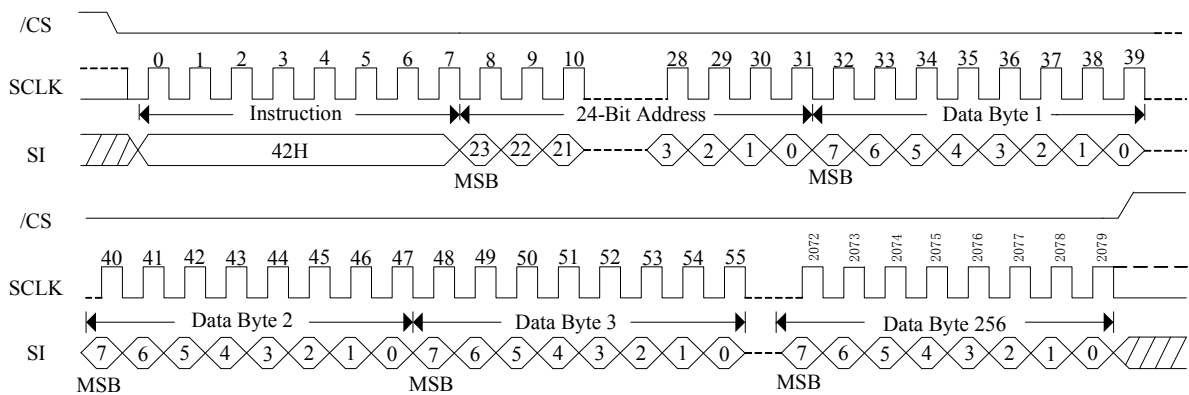 /CS
0 1 2 3 4 5 6 7 8 9 10 28 29 30 31 32 33 34 35 36 37 38 39
SCLK
Instruction 24-Bit Address Data Byte 1
SI 42H 23 22 21 3 2 1 0 7 6 5 4 3 2 1 0
MSB MSB
/CS
40 41 42 43 44 45 46 47 48 49 50 51 52 53 54 55 2072 2073 2074 2075 2076 2077 2078 2079
SCLK
Data Byte 2 Data Byte 3 Data Byte 256
SI 7 6 5 4 3 2 1 0 7 6 5 4 3 2 1 0 7 6 5 4 3 2 1 0
MSB MSB MSB